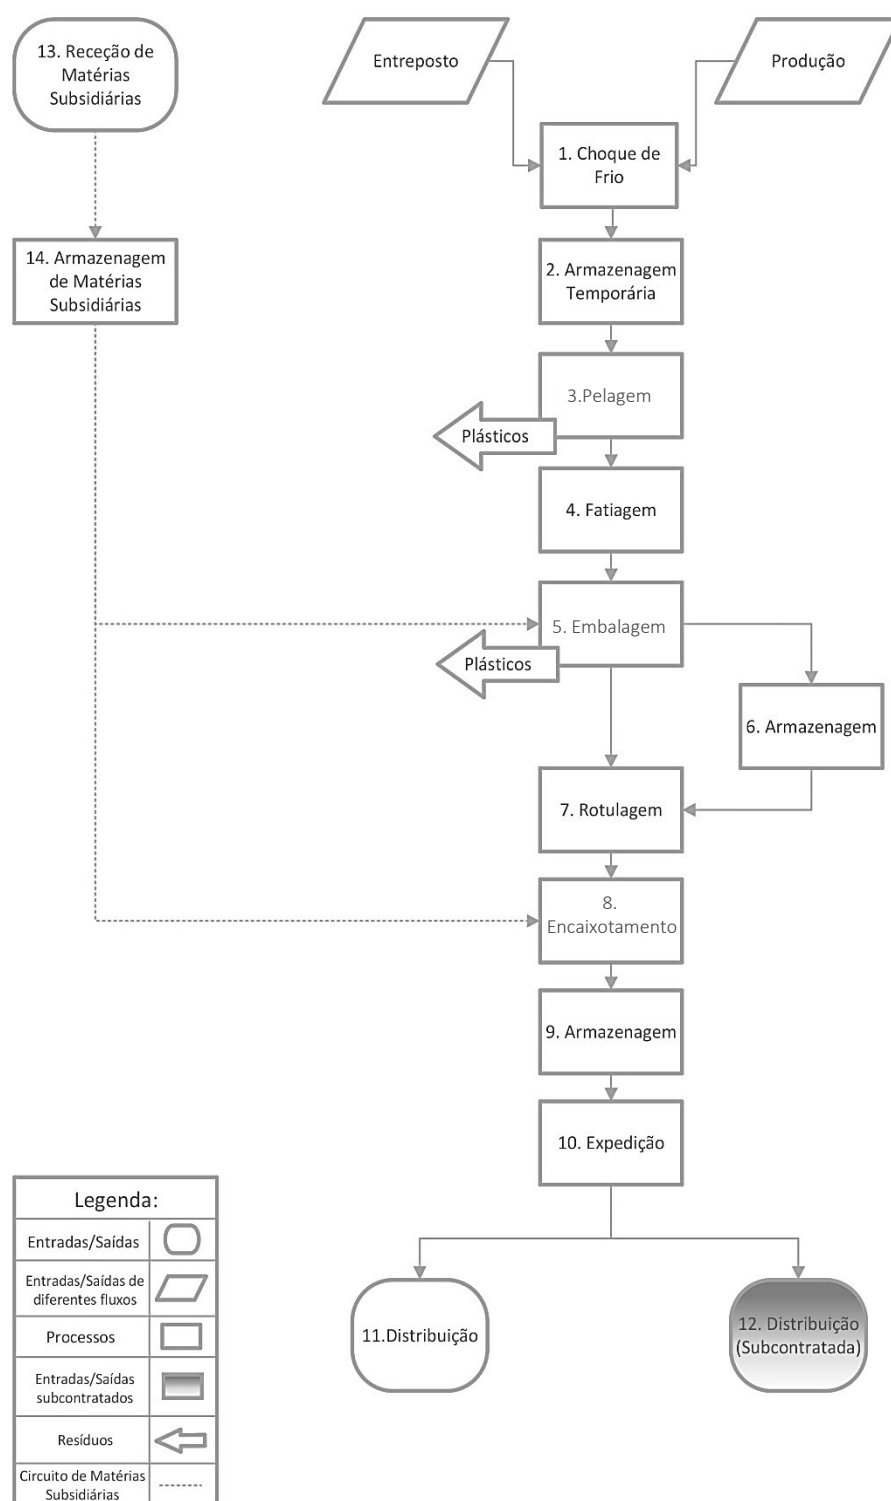 13. Receção de
Matérias
Subsidiárias
Entreposto
Produção
1. Choque de
Frio
14. Armazenagem
de Matérias
Subsidiárias
2. Armazenagem
Temporária
3.Pelagem
Plásticos
4. Fatiagem
5. Embalagem
Plásticos
6. Armazenagem
7. Rotulagem
8.
Encaixotamento
9. Armazenagem
10. Expedição
11.Distribuição
12. Distribuição
(Subcontratada)
Legenda:
Entradas/Saídas
Entradas/Saídas de
diferentes fluxos
Processos
Entradas/Saídas
subcontratados
Resíduos
Circuito de Matérias
Subsidiárias